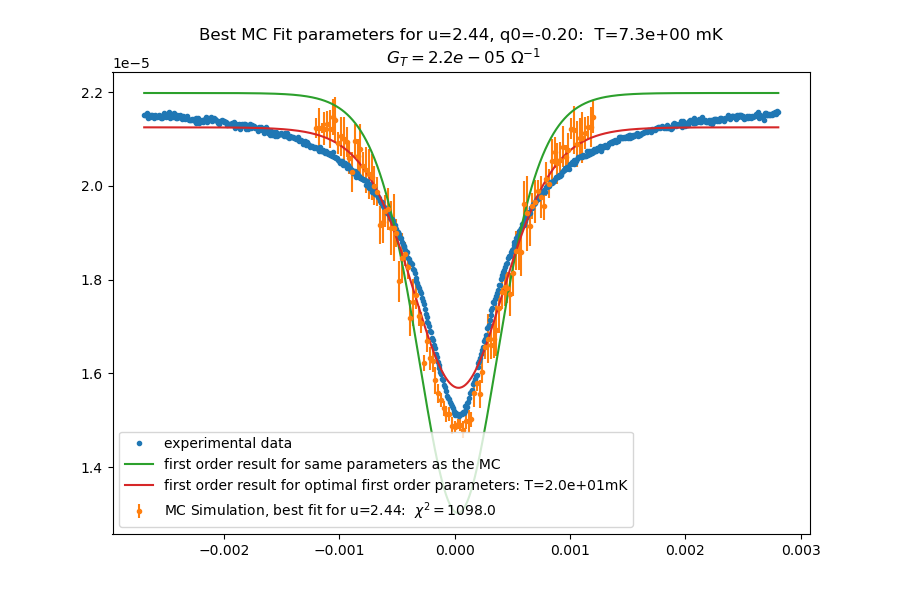 Best MC Fit parameters for u=2.44, q0=-0.20:  T=7.3e+00 mK
$G_T = 2.2e-05\ \Omega^{-1}$
1e−5
2.2
2.0
1.8
1.6
1.4
experimental data
first order result for same parameters as the MC
first order result for optimal first order parameters: T=2.0e+01mK
MC Simulation, best fit for u=2.44:  $\chi^2 = 1098.0$
−0.002 −0.001 0.000 0.001 0.002 0.003